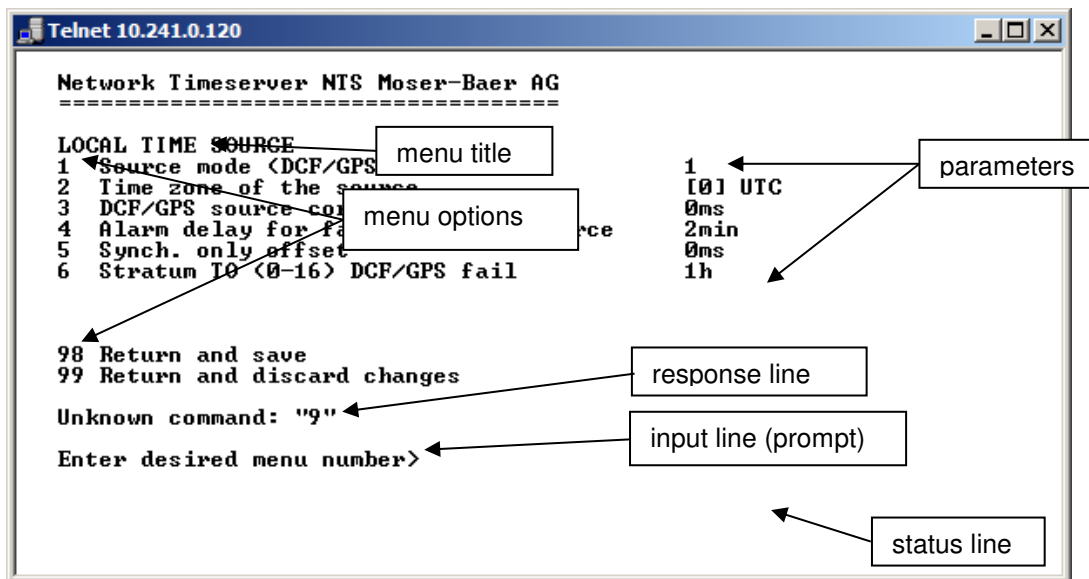 Telnet 10.241.0.120
Network Timeserver NTS Moser-Baer AG
====================================
LOCAL TIME SOURCE
menu title
1 Source mode (DCF/GPS 1
parameters
2 Time zone of the source [0] UTC
3 DCF/GPS source 0ms
menu options
4 Alarm delay for 2min
5 Synch. only offset 0ms
6 Stratum TO (0-16) DCF/GPS fail 1h
98 Return and save
99 Return and discard changes
response line
Unknown command: "9"
input line (prompt)
Enter desired menu number>
status line